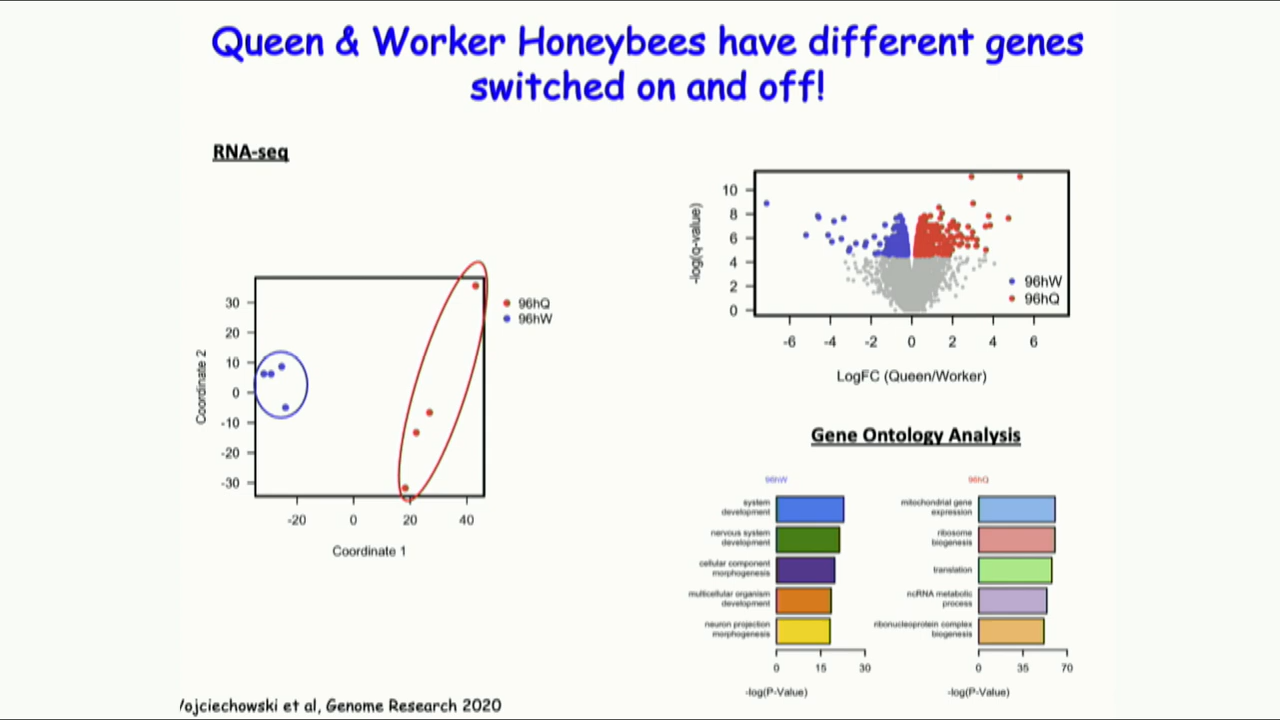 Queen & Worker Honeybees have different genes
switched on and off!
RNA-seq
30
20
10
0
-10
-20
-30
Coordinate 2
-20
0
20
40
Coordinate 1
96hQ
96hW
10
8
6
4
2
0
-log(q-value)
96hW
96hQ
-6
-4
-2
0
2
4
6
LogFC (Queen/Worker)
Gene Ontology Analysis
96hW
system
development
nervous system
development
cellular component
morphogenesis
multicellular organism
development
neuron projection
morphogenesis
0
15
30
-log(P-Value)
96hQ
mitochondrial gene
expression
ribosome
biogenesis
translation
ncRNA metabolic
process
ribonucleoprotein complex
biogenesis
0
35
70
-log(P-Value)
ojciechowski et al, Genome Research 2020